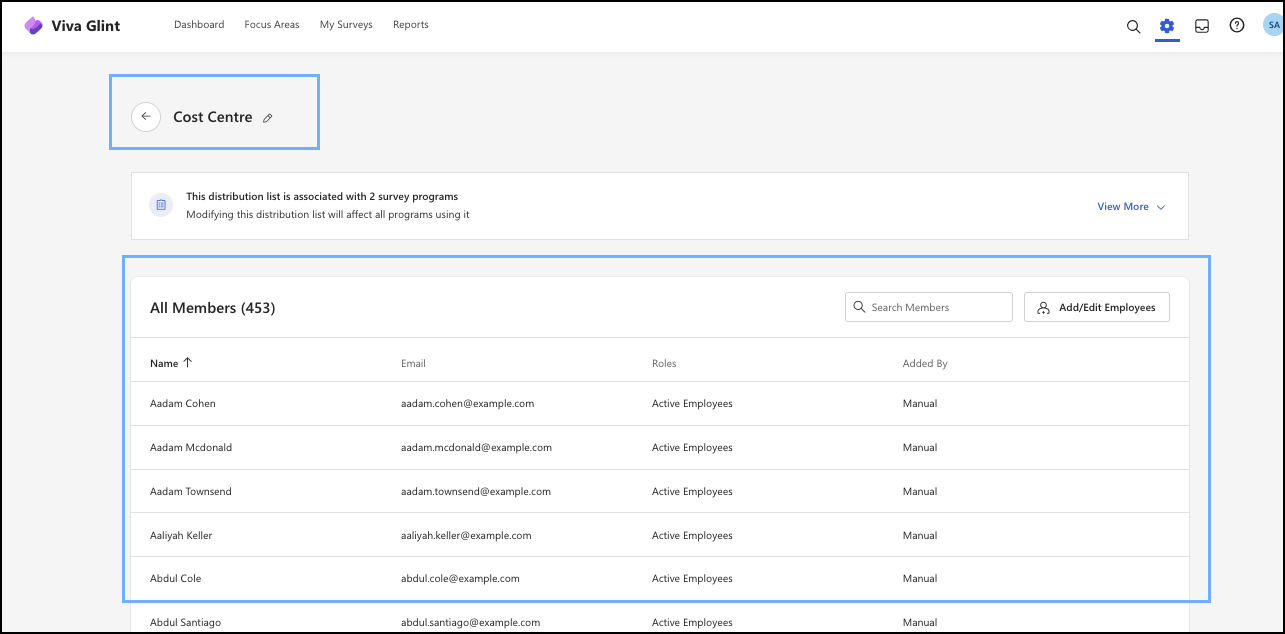 Viva Glint Dashboard Focus Areas My Surveys Reports SA
Cost Centre
This distribution list is associated with 2 survey programs
Modifying this distribution list will affect all programs using it
View More
All Members (453) Search Members Add/Edit Employees
Name Email Roles Added By
Aadam Cohen aadam.cohen@example.com Active Employees Manual
Aadam Mcdonald aadam.mcdonald@example.com Active Employees Manual
Aadam Townsend aadam.townsend@example.com Active Employees Manual
Aaliyah Keller aaliyah.keller@example.com Active Employees Manual
Abdul Cole abdul.cole@example.com Active Employees Manual
Abdul Santiago abdul.santiago@example.com Active Employees Manual